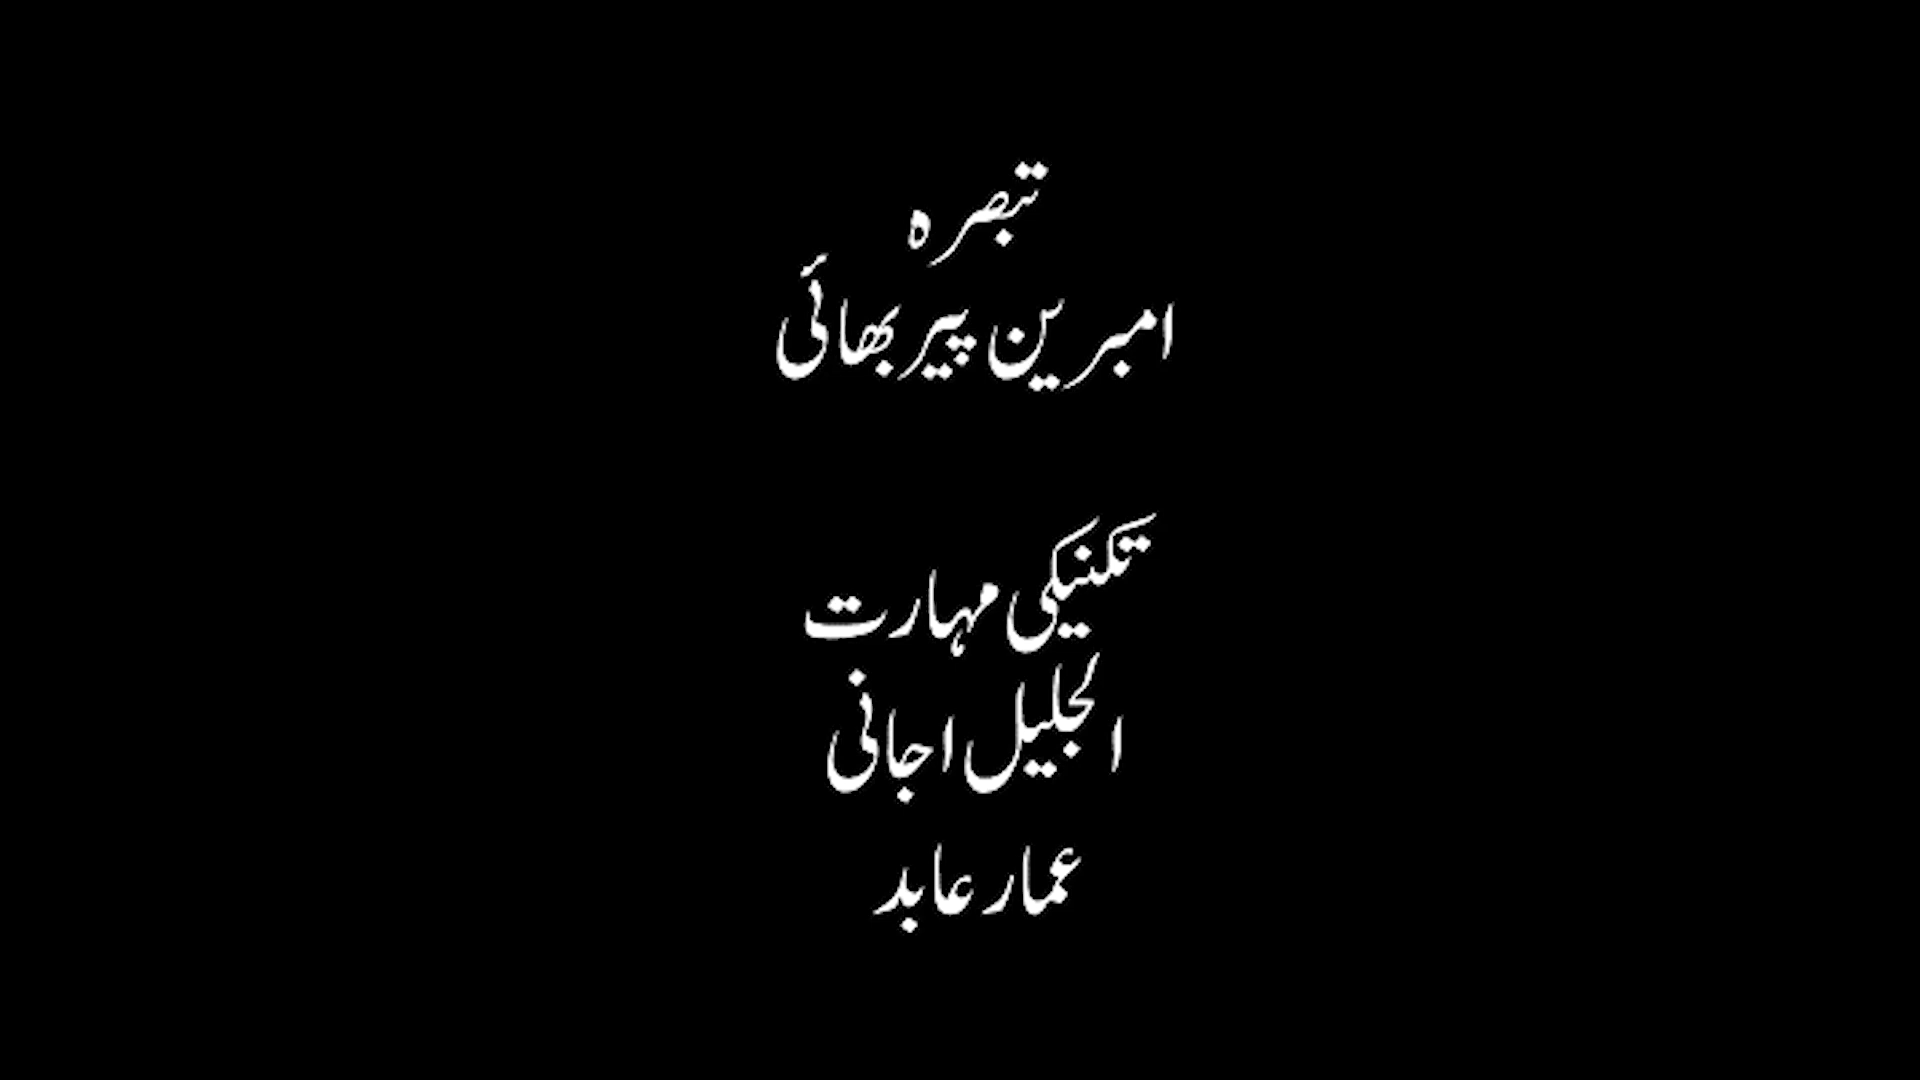 تبصرہ
امبرین پیر بھائی
تکنیکی مہارت
الجلیل اجانی
عمار عابد